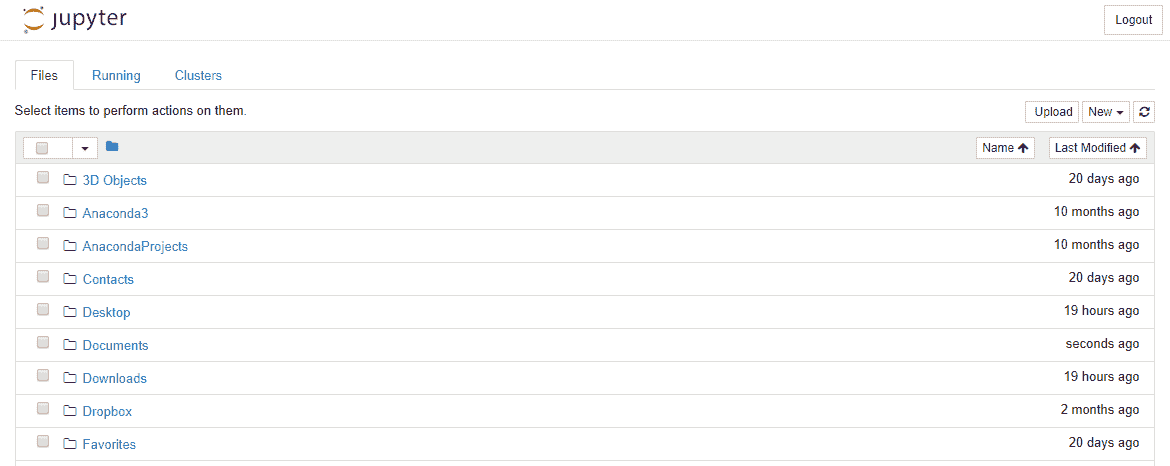 jupyter Logout
Files Running Clusters
Select items to perform actions on them. Upload New
Name Last Modified
3D Objects 20 days ago
Anaconda3 10 months ago
AnacondaProjects 10 months ago
Contacts 20 days ago
Desktop 19 hours ago
Documents seconds ago
Downloads 19 hours ago
Dropbox 2 months ago
Favorites 20 days ago